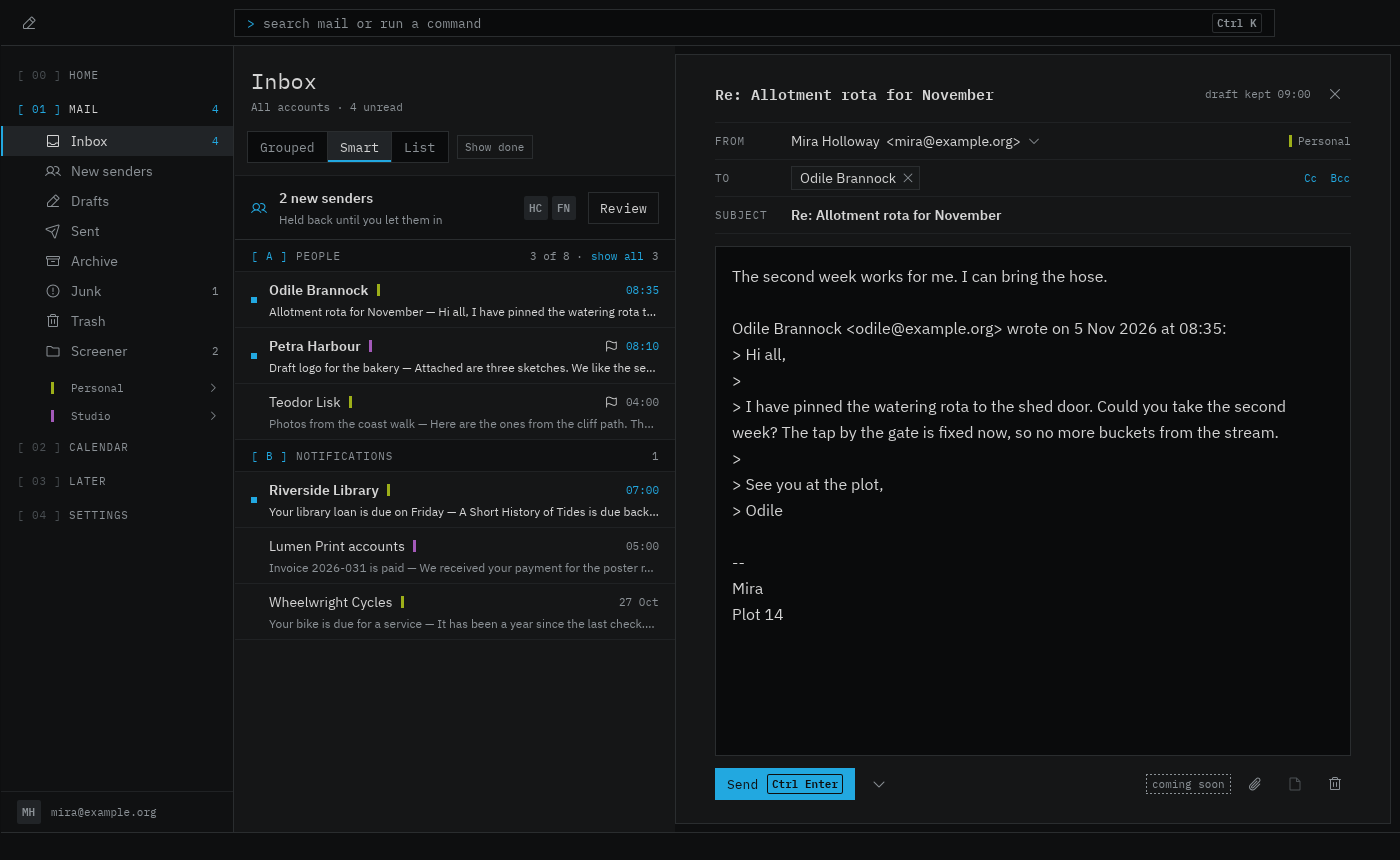 > search mail or run a command Ctrl K
[ 00 ] HOME
[ 01 ] MAIL 4
Inbox 4
New senders
Drafts
Sent
Archive
Junk 1
Trash
Screener 2
Personal
Studio
[ 02 ] CALENDAR
[ 03 ] LATER
[ 04 ] SETTINGS
MH mira@example.org
Inbox
All accounts · 4 unread
Grouped Smart List Show done
2 new senders
Held back until you let them in
HC FN Review
[ A ] PEOPLE 3 of 8 · show all 3
Odile Brannock 08:35
Allotment rota for November — Hi all, I have pinned the watering rota t…
Petra Harbour 08:10
Draft logo for the bakery — Attached are three sketches. We like the se…
Teodor Lisk 04:00
Photos from the coast walk — Here are the ones from the cliff path. Th…
[ B ] NOTIFICATIONS 1
Riverside Library 07:00
Your library loan is due on Friday — A Short History of Tides is due back…
Lumen Print accounts 05:00
Invoice 2026-031 is paid — We received your payment for the poster r…
Wheelwright Cycles 27 Oct
Your bike is due for a service — It has been a year since the last check.…
Re: Allotment rota for November draft kept 09:00
FROM Mira Holloway <mira@example.org> Personal
TO Odile Brannock Cc Bcc
SUBJECT Re: Allotment rota for November
The second week works for me. I can bring the hose.
Odile Brannock <odile@example.org> wrote on 5 Nov 2026 at 08:35:
> Hi all,
>
> I have pinned the watering rota to the shed door. Could you take the second
week? The tap by the gate is fixed now, so no more buckets from the stream.
>
> See you at the plot,
> Odile
--
Mira
Plot 14
Send Ctrl Enter coming soon